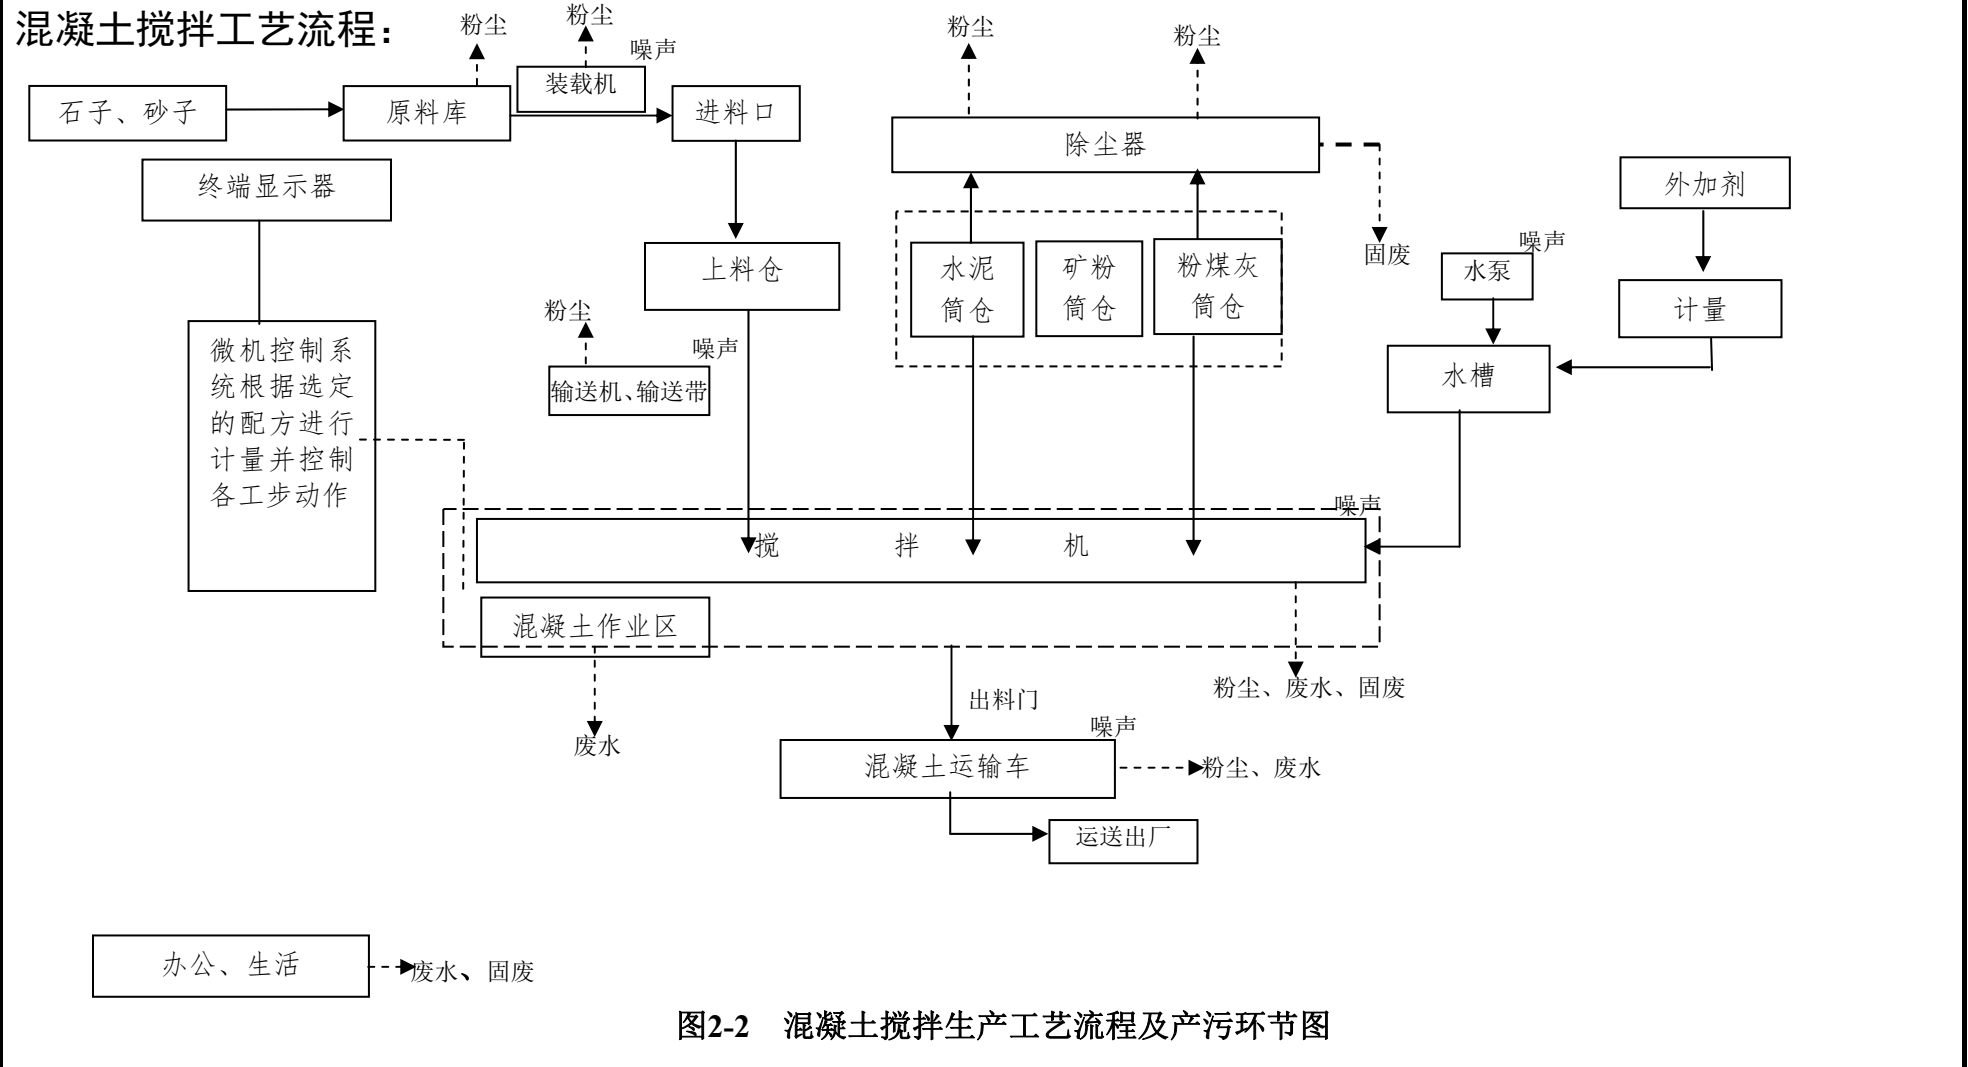 混凝土搅拌工艺流程：
粉尘
粉尘
噪声
粉尘
粉尘
装载机
石子、砂子
原料库
进料口
除尘器
终端显示器
外加剂
噪声
固废
水泵
上料仓
水泥
筒仓
矿粉
筒仓
粉煤灰
筒仓
计量
粉尘
噪声
输送机、输送带
水槽
微机控制系
统根据选定
的配方进行
计量并控制
各工步动作
噪声
搅 拌 机
混凝土作业区
粉尘、废水、固废
出料门
噪声
废水
混凝土运输车
粉尘、废水
运送出厂
办公、生活
废水、固废
图2-2 混凝土搅拌生产工艺流程及产污环节图